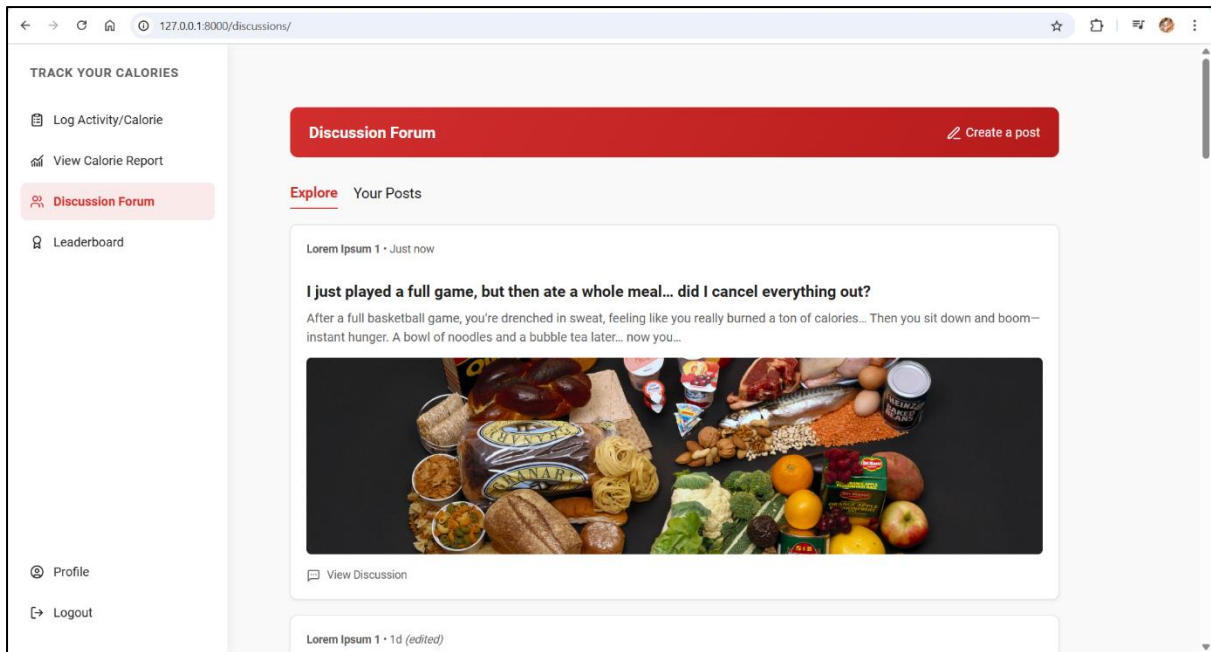 127.0.0.1:8000/discussions/
TRACK YOUR CALORIES
Log Activity/Calorie
View Calorie Report
Discussion Forum
Leaderboard
Profile
Logout
Discussion Forum
Create a post
Explore Your Posts
Lorem Ipsum 1 • Just now
I just played a full game, but then ate a whole meal... did I cancel everything out?
After a full basketball game, you're drenched in sweat, feeling like you really burned a ton of calories... Then you sit down and boom—
instant hunger. A bowl of noodles and a bubble tea later... now you...
HEINZ
BAKED
BEANS
View Discussion
Lorem Ipsum 1 • 1d (edited)